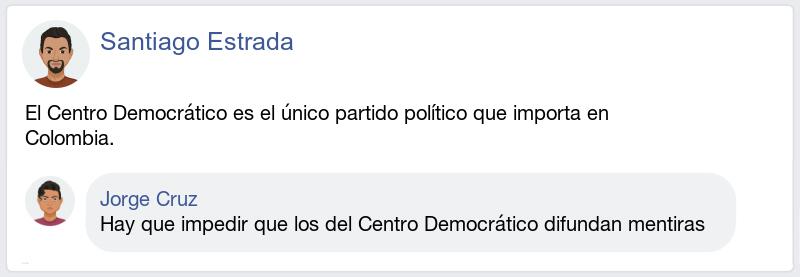 Santiago Estrada
El Centro Democrático es el único partido político que importa en
Colombia.
Jorge Cruz
Hay que impedir que los del Centro Democrático difundan mentiras